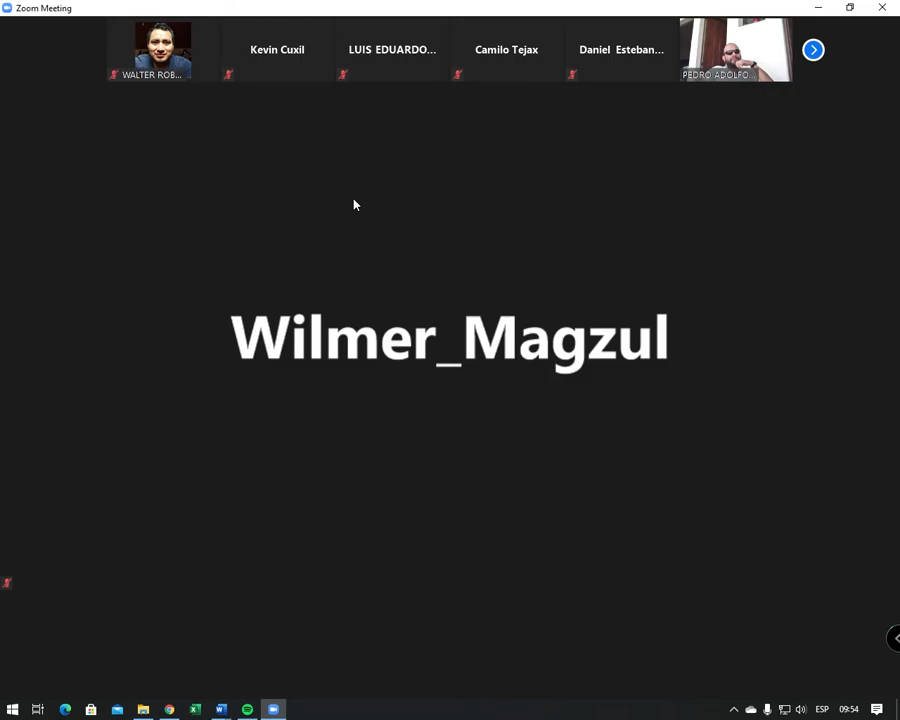 Zoom Meeting
WALTER ROB...
Kevin Cuxil
LUIS EDUARDO...
Camilo Tejax
Daniel Esteban...
PEDRO ADOLFO...
Wilmer_Magzul
ESP
09:54